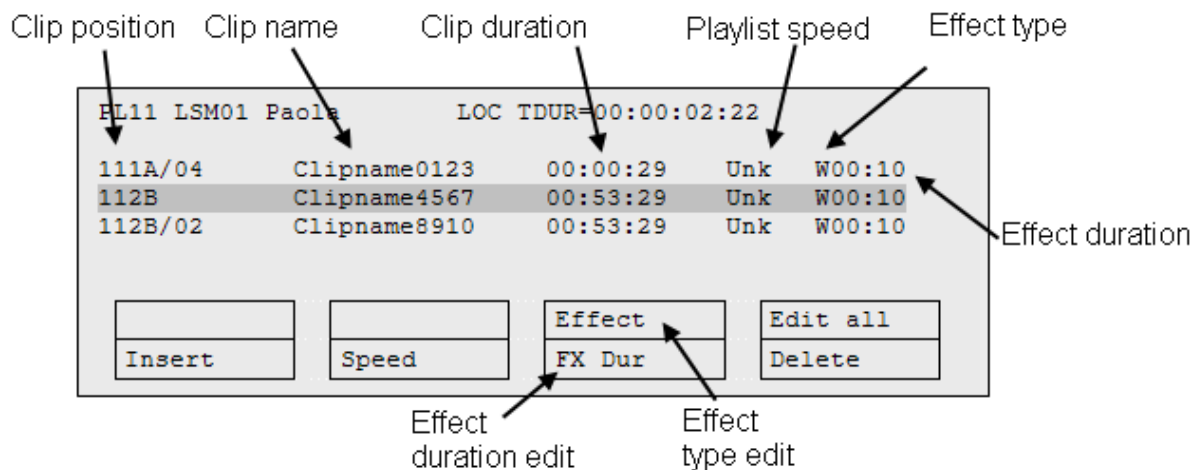 Clip position Clip name Clip duration Playlist speed Effect type
PL11 LSM01 Paola LOC TDUR=00:00:02:22
111A/04 Clipname0123 00:00:29 Unk W00:10
112B Clipname4567 00:53:29 Unk W00:10
112B/02 Clipname8910 00:53:29 Unk W00:10
Effect duration
Effect Edit all
Insert Speed FX Dur Delete
Effect
duration edit
Effect
type edit